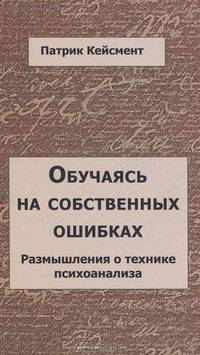 Патрик Кейсмент
Обучаясь
на собственных
ошибках
Размышления о технике
психоанализа